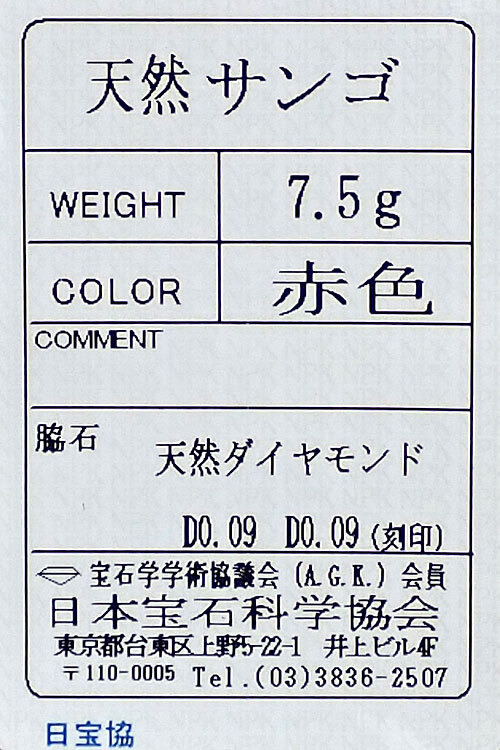 天然サンゴ
WEIGHT 7.5g
COLOR 赤色
COMMENT
脇石
天然ダイヤモンド
D0.09 D0.09 (刻印)
宝石学学術協議会 (A.G.K.) 会員
日本宝石科学協会
東京都台東区上野5-22-1 井上ビル4F
〒110-0005 Tel.(03)3836-2507
日宝協